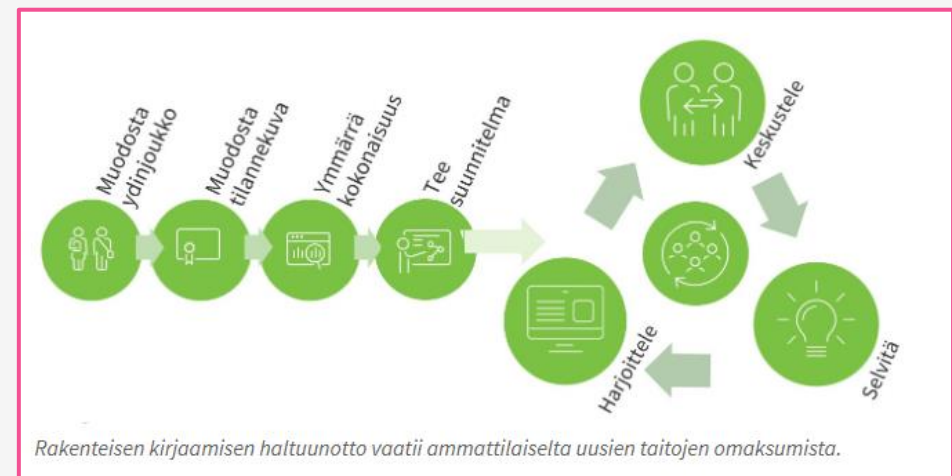 Muodosta
ydinjoukko
Muodosta
tilannekuva
Ymmärrä
kokonaisuus
Tee
suunnitelma
Keskustele
Selvitä
Harjoittele
Rakenteisen kirjaamisen haltuunotto vaatii ammattilaiselta uusien taitojen omaksumista.